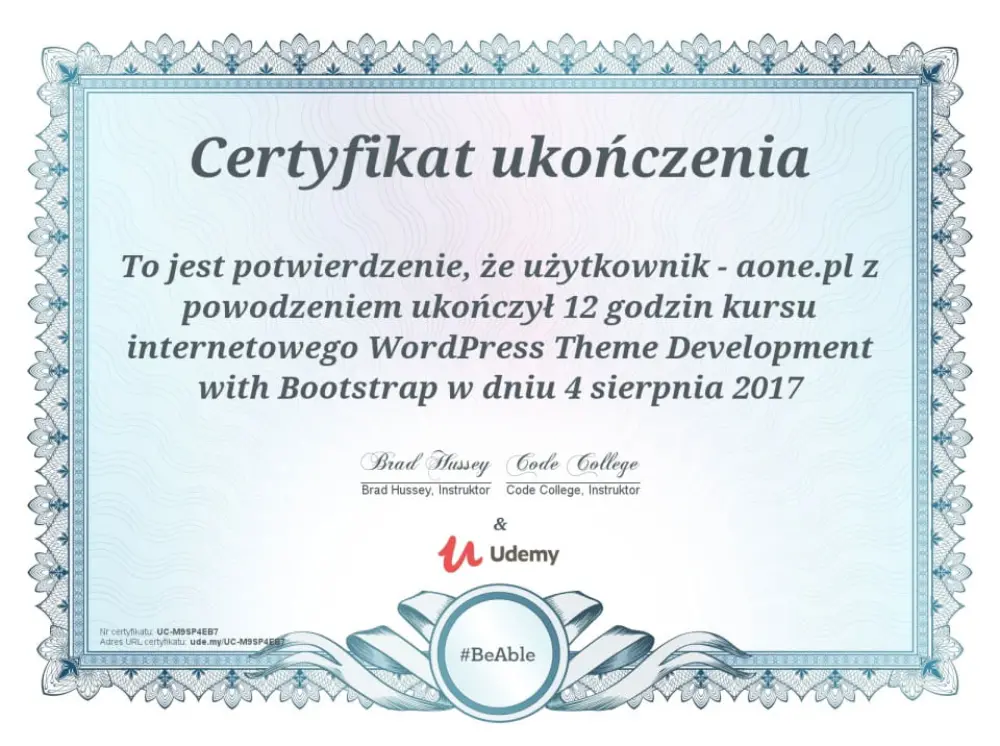 Certyfikat ukończenia
To jest potwierdzenie, że użytkownik - aone.pl z
powodzeniem ukończył 12 godzin kursu
internetowego WordPress Theme Development
with Bootstrap w dniu 4 sierpnia 2017
Brad Hussey Code College
Brad Hussey, Instruktor Code College, Instruktor
&
Udemy
Nr certyfikatu: UC-M9SP4EB7
Adres URL certyfikatu: ude.my/UC-M9SP4EB7
#BeAble